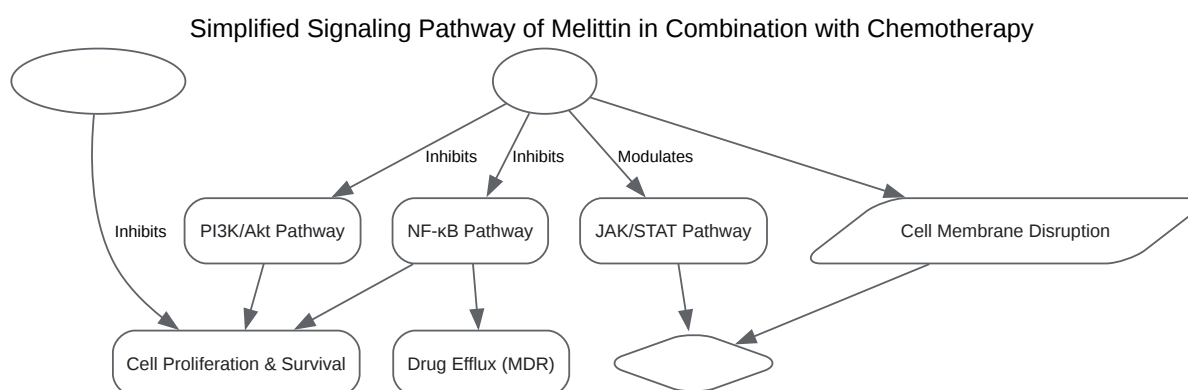 Simplified Signaling Pathway of Melittin in Combination with Chemotherapy
Inhibits
Inhibits
Modulates
Inhibits
PI3K/Akt Pathway
NF-κB Pathway
JAK/STAT Pathway
Cell Membrane Disruption
Cell Proliferation & Survival
Drug Efflux (MDR)